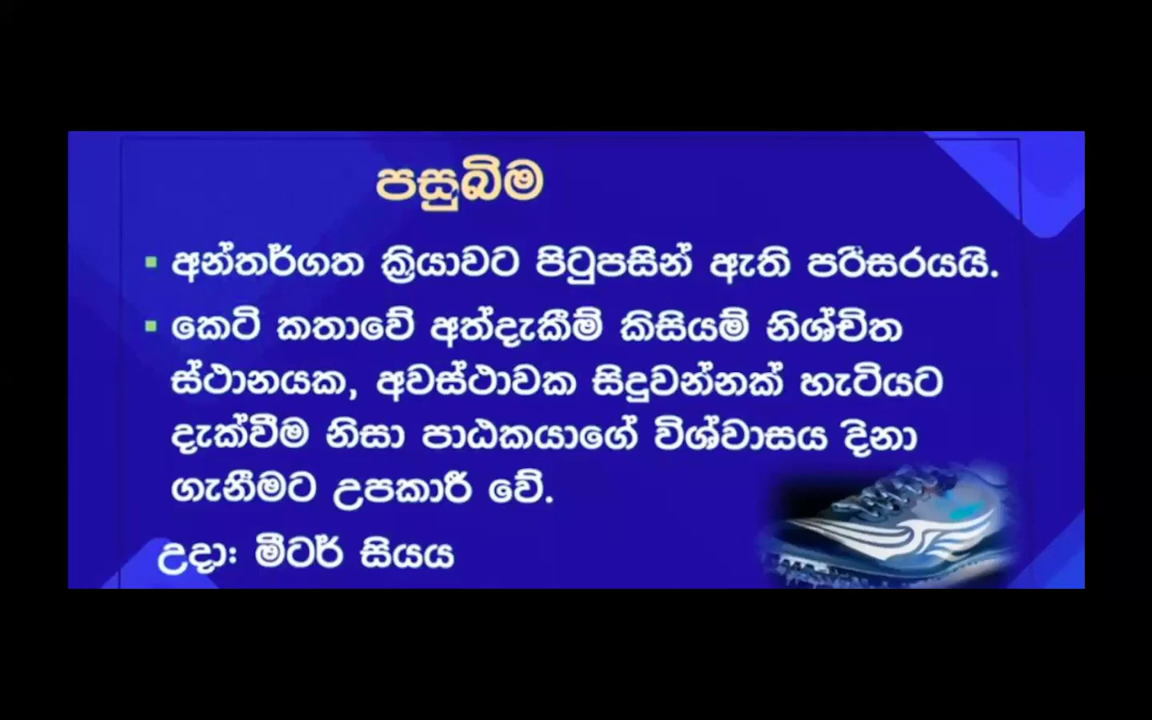 පසුබිම
▪ අන්තර්ගත ක්‍රියාවට පිටුපසින් ඇති පරිසරයයි.
▪ කෙටි කතාවේ අත්දැකීම් කිසියම් නිශ්චිත
ස්ථානයක, අවස්ථාවක සිදුවන්නක් හැටියට
දැක්වීම නිසා පාඨකයාගේ විශ්වාසය දිනා
ගැනීමට උපකාරී වේ.
උදා: මීටර් සියය